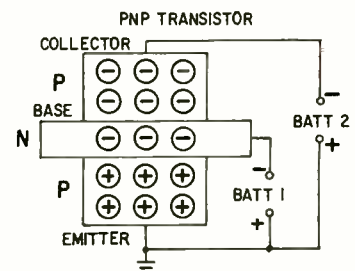 PNP TRANSISTOR
COLLECTOR
P
⊖ ⊖ ⊖
⊖ ⊖ ⊖
BASE
N
⊖ ⊖ ⊖
P
⊕ ⊕ ⊕
⊕ ⊕ ⊕
EMITTER
-
BATT 1
+
-
BATT 2
+